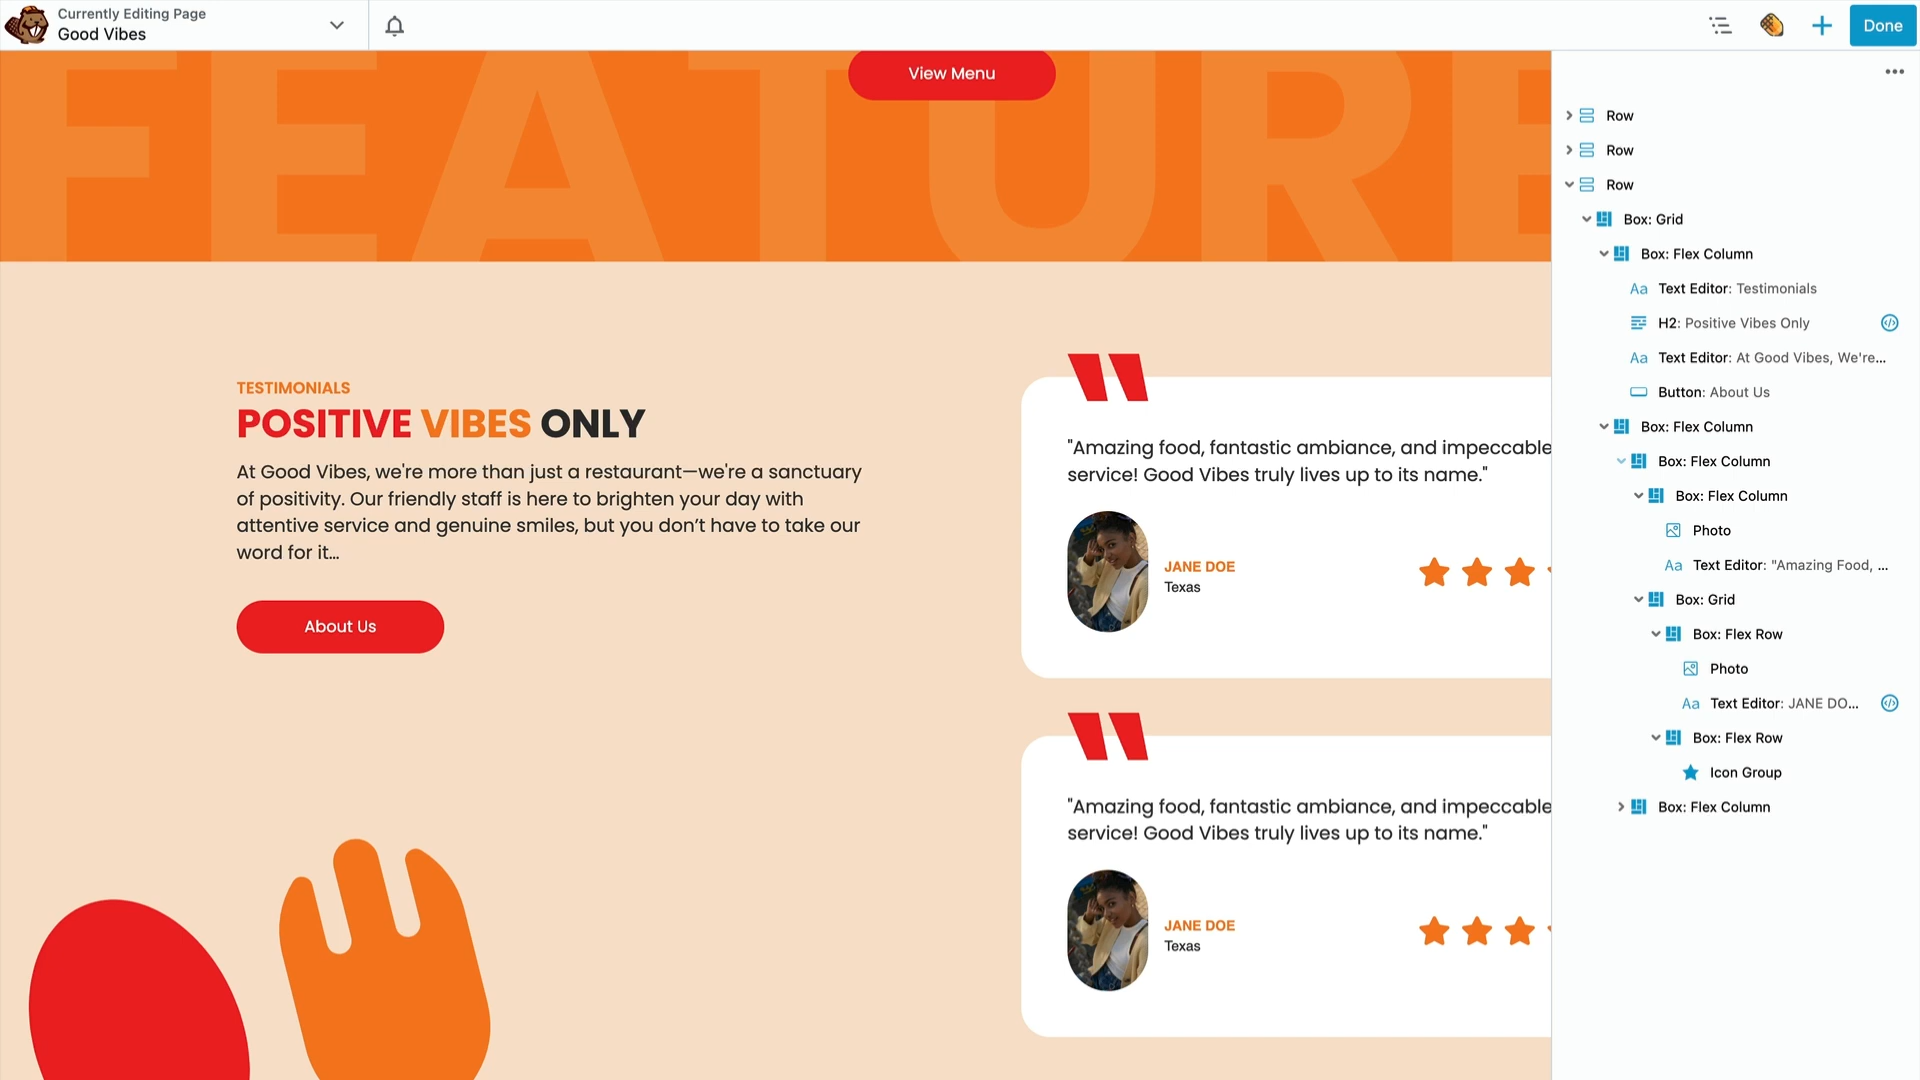 Currently Editing Page
Good Vibes
Done
FEATURE
View Menu
TESTIMONIALS
POSITIVE VIBES ONLY
At Good Vibes, we're more than just a restaurant—we're a sanctuary
of positivity. Our friendly staff is here to brighten your day with
attentive service and genuine smiles, but you don’t have to take our
word for it...
About Us
"Amazing food, fantastic ambiance, and impeccable
service! Good Vibes truly lives up to its name."
JANE DOE
Texas
"Amazing food, fantastic ambiance, and impeccable
service! Good Vibes truly lives up to its name."
JANE DOE
Texas
Row
Row
Row
Box: Grid
Box: Flex Column
Aa Text Editor: Testimonials
H2: Positive Vibes Only
Aa Text Editor: At Good Vibes, We're...
Button: About Us
Box: Flex Column
Box: Flex Column
Box: Flex Column
Photo
Aa Text Editor: "Amazing Food, ...
Box: Grid
Box: Flex Row
Photo
Aa Text Editor: JANE DO...
Box: Flex Row
Icon Group
Box: Flex Column